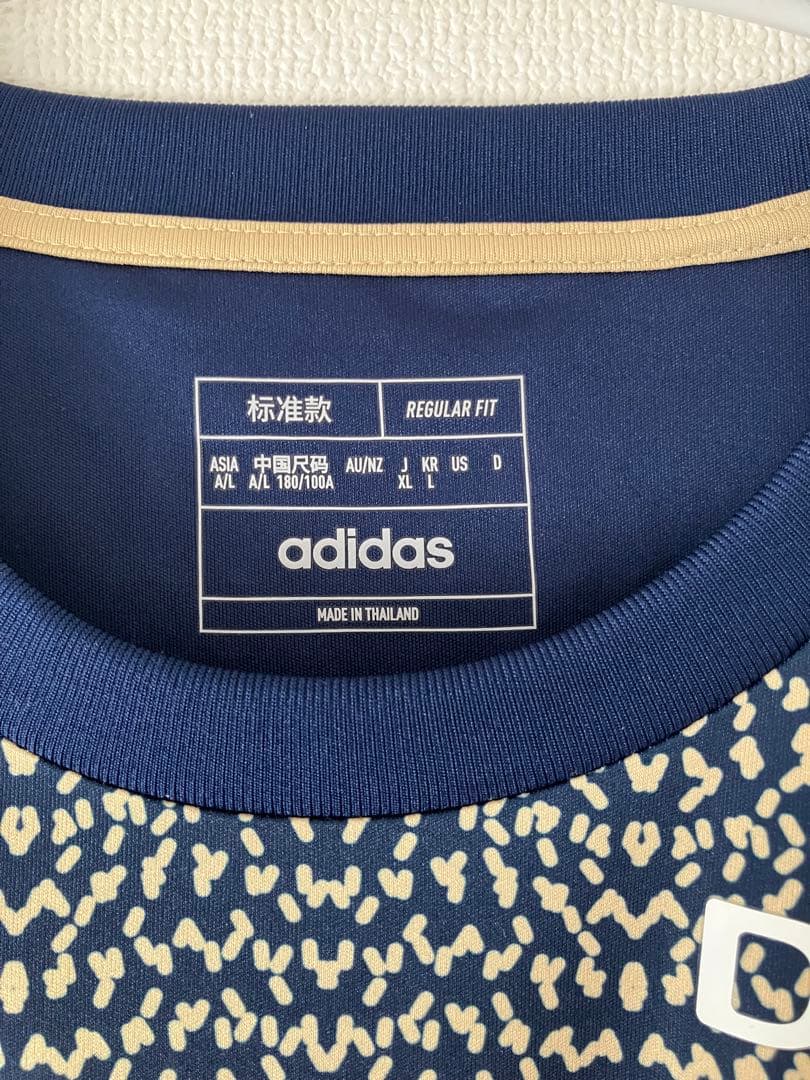 标准款 REGULAR FIT
ASIA 中国尺码 AU/NZ J KR US D
A/L A/L 180/100A XL L
adidas
MADE IN THAILAND
D